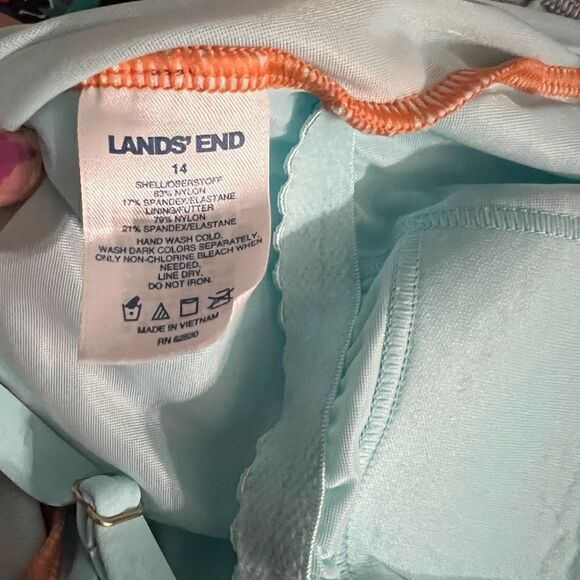 LANDS' END
14
SHELL/OBERSTOFF
83% NYLON
17% SPANDEX/ELASTANE
LINING/FUTTER
79% NYLON
21% SPANDEX/ELASTANE
HAND WASH COLD.
WASH DARK COLORS SEPARATELY.
ONLY NON-CHLORINE BLEACH WHEN
NEEDED.
LINE DRY.
DO NOT IRON.
MADE IN VIETNAM
RN 62830